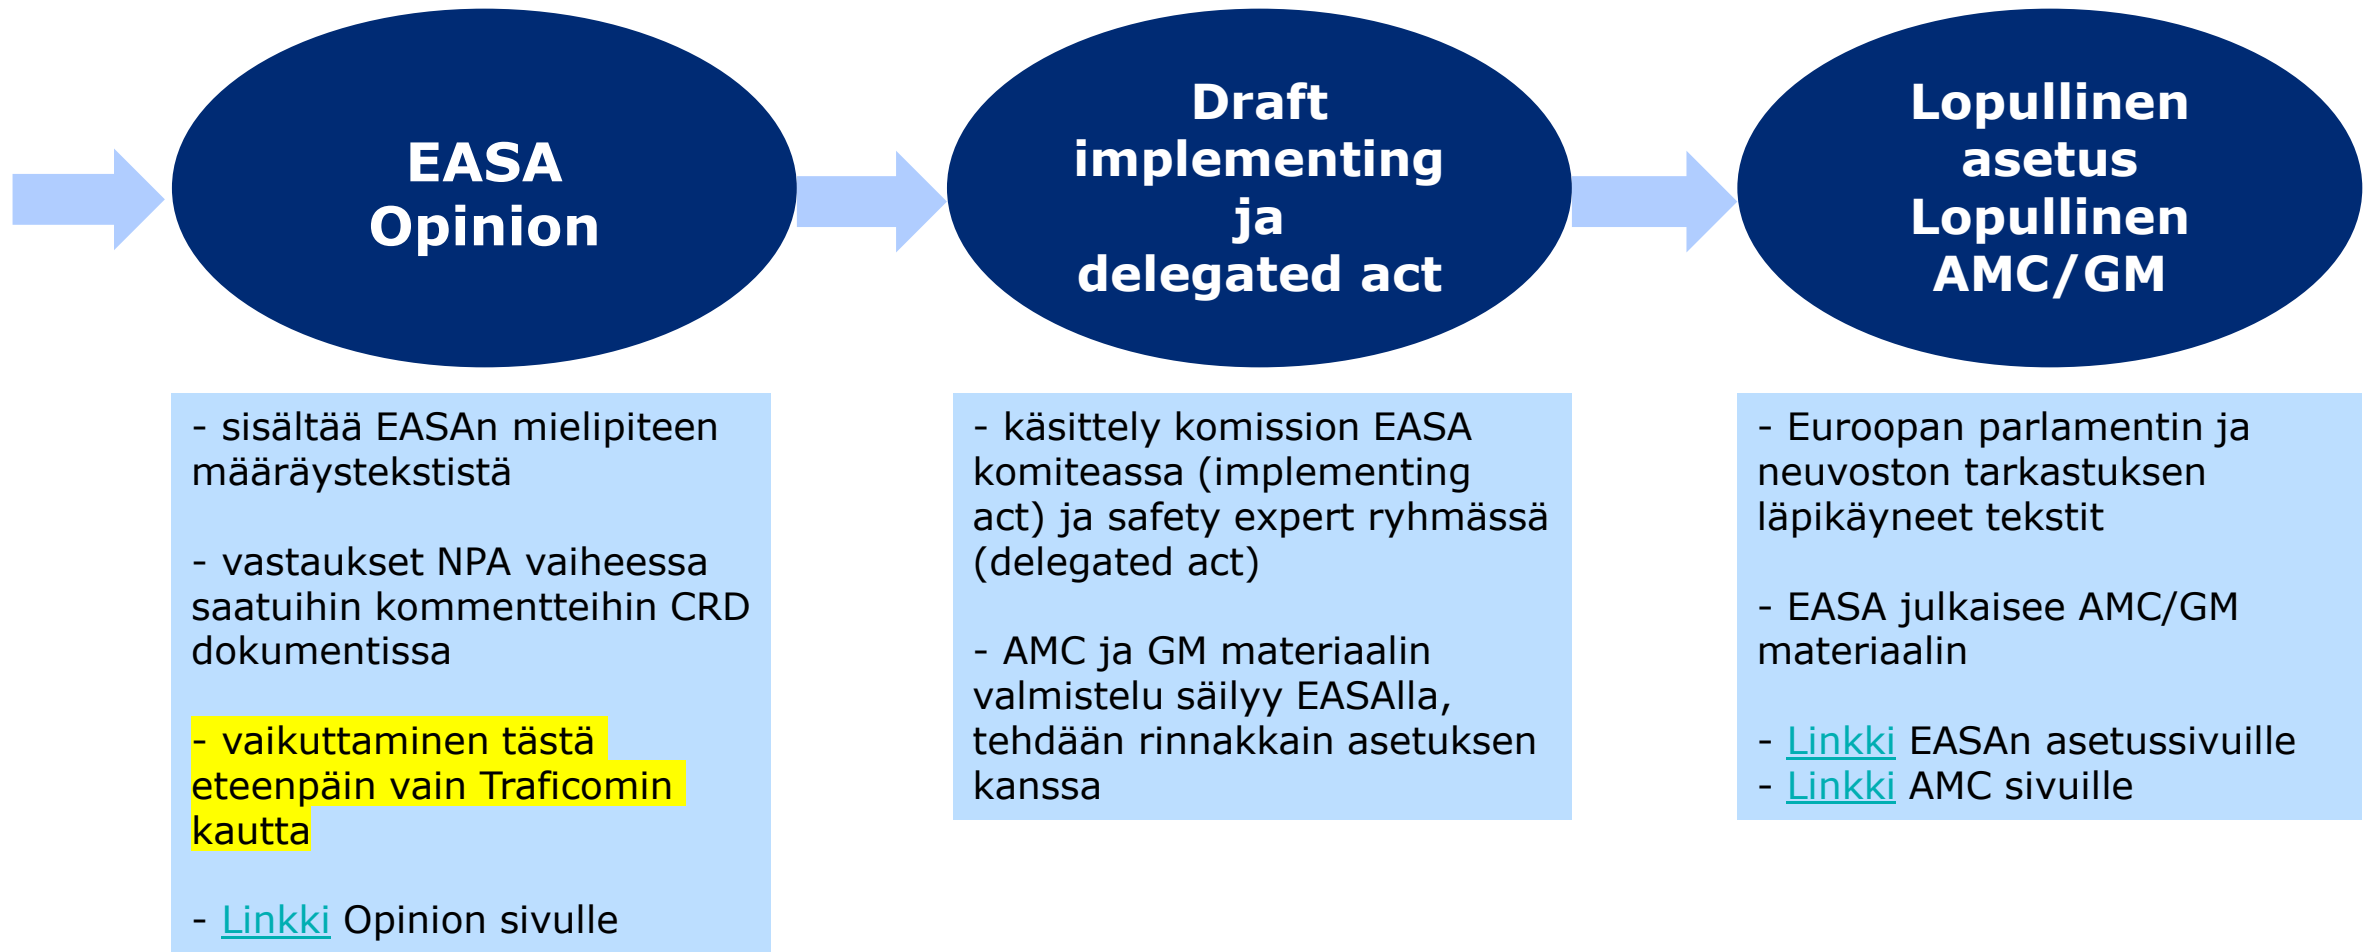 EASA
Opinion
Draft
implementing
ja
delegated act
Lopullinen
asetus
Lopullinen
AMC/GM
- sisältää EASAn mielipiteen
määräystekstistä
- vastaukset NPA vaiheessa
saatuihin kommentteihin CRD
dokumentissa
- vaikuttaminen tästä
eteenpäin vain Traficomin
kautta
- Linkki Opinion sivulle
- käsittely komission EASA
komiteassa (implementing
act) ja safety expert ryhmässä
(delegated act)
- AMC ja GM materiaalin
valmistelu säilyy EASAlla,
tehdään rinnakkain asetuksen
kanssa
- Euroopan parlamentin ja
neuvoston tarkastuksen
läpikäyneet tekstit
- EASA julkaisee AMC/GM
materiaalin
- Linkki EASAn asetussivuille
- Linkki AMC sivuille